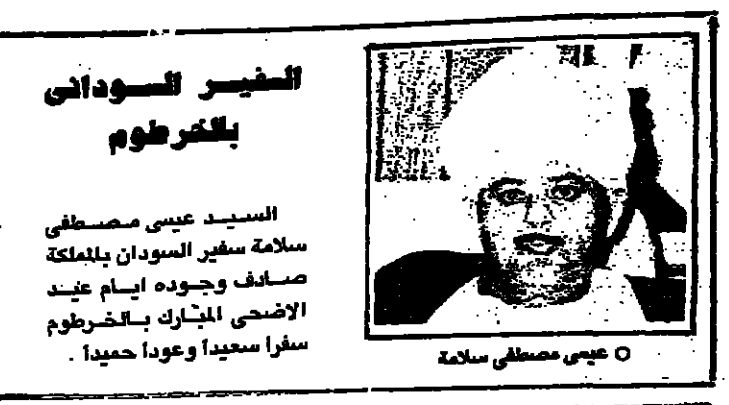 السفير السودانى
بالخرطوم
السيد عيسى مصطفى
سلامة سفير السودان بالمملكة
صادف وجوده ايام عيد
الاضحى المبارك بالخرطوم
سفرا سعيداً وعوداً حميداً .
○ عيسى مصطفى سلامة